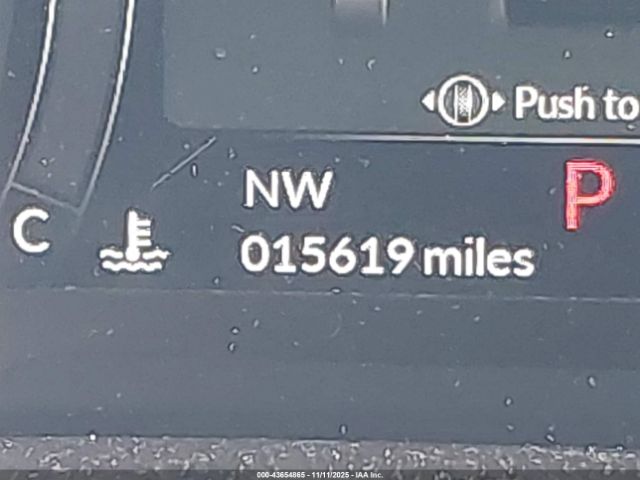 Push to
NW
P
C
015619 miles
000-43654865 - 11/11/2025 - IAA Inc.